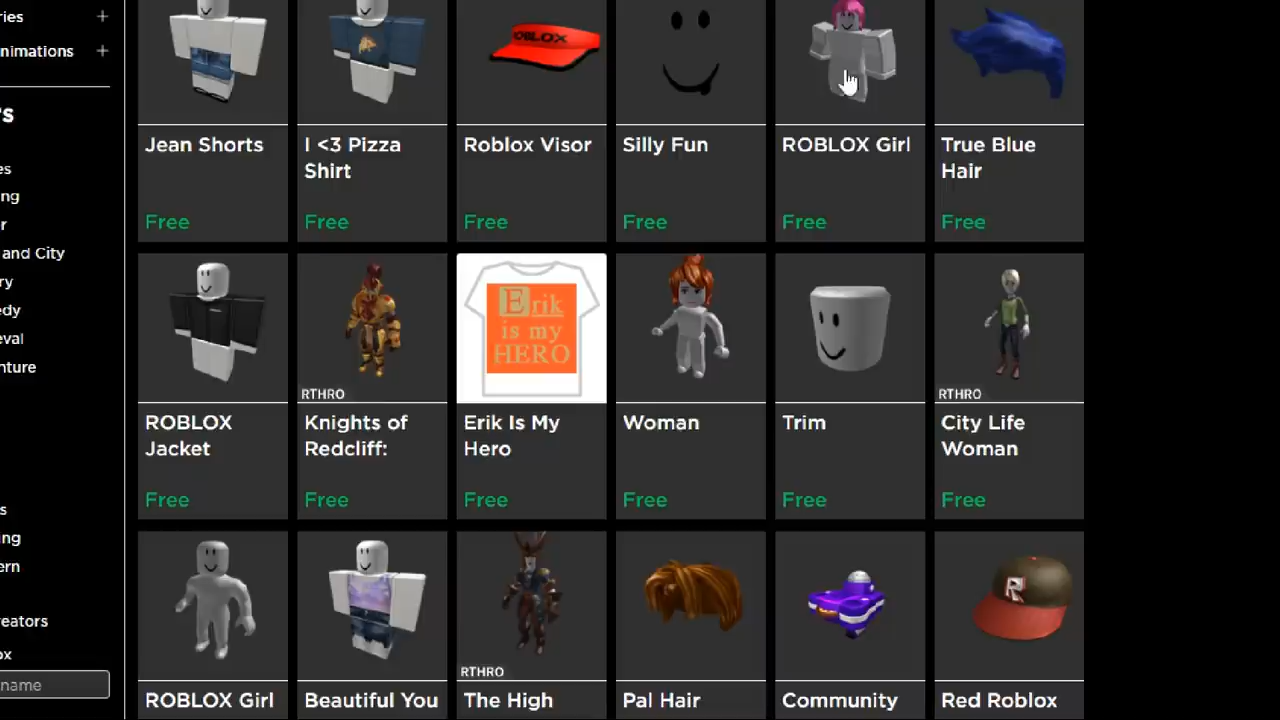 ries +
nimations +
's
es
ng
r
and City
ry
edy
eval
nture
s
ng
ern
reators
ox
name
ROBLOX
Jean Shorts
Free
I <3 Pizza
Shirt
Free
Roblox Visor
Free
Silly Fun
Free
ROBLOX Girl
Free
True Blue
Hair
Free
ROBLOX
Jacket
Free
RTHRO
Knights of
Redcliff:
Free
Erik
is my
HERO
Erik Is My
Hero
Free
Woman
Free
Trim
Free
RTHRO
City Life
Woman
Free
ROBLOX Girl
Beautiful You
RTHRO
The High
Pal Hair
Community
R
Red Roblox